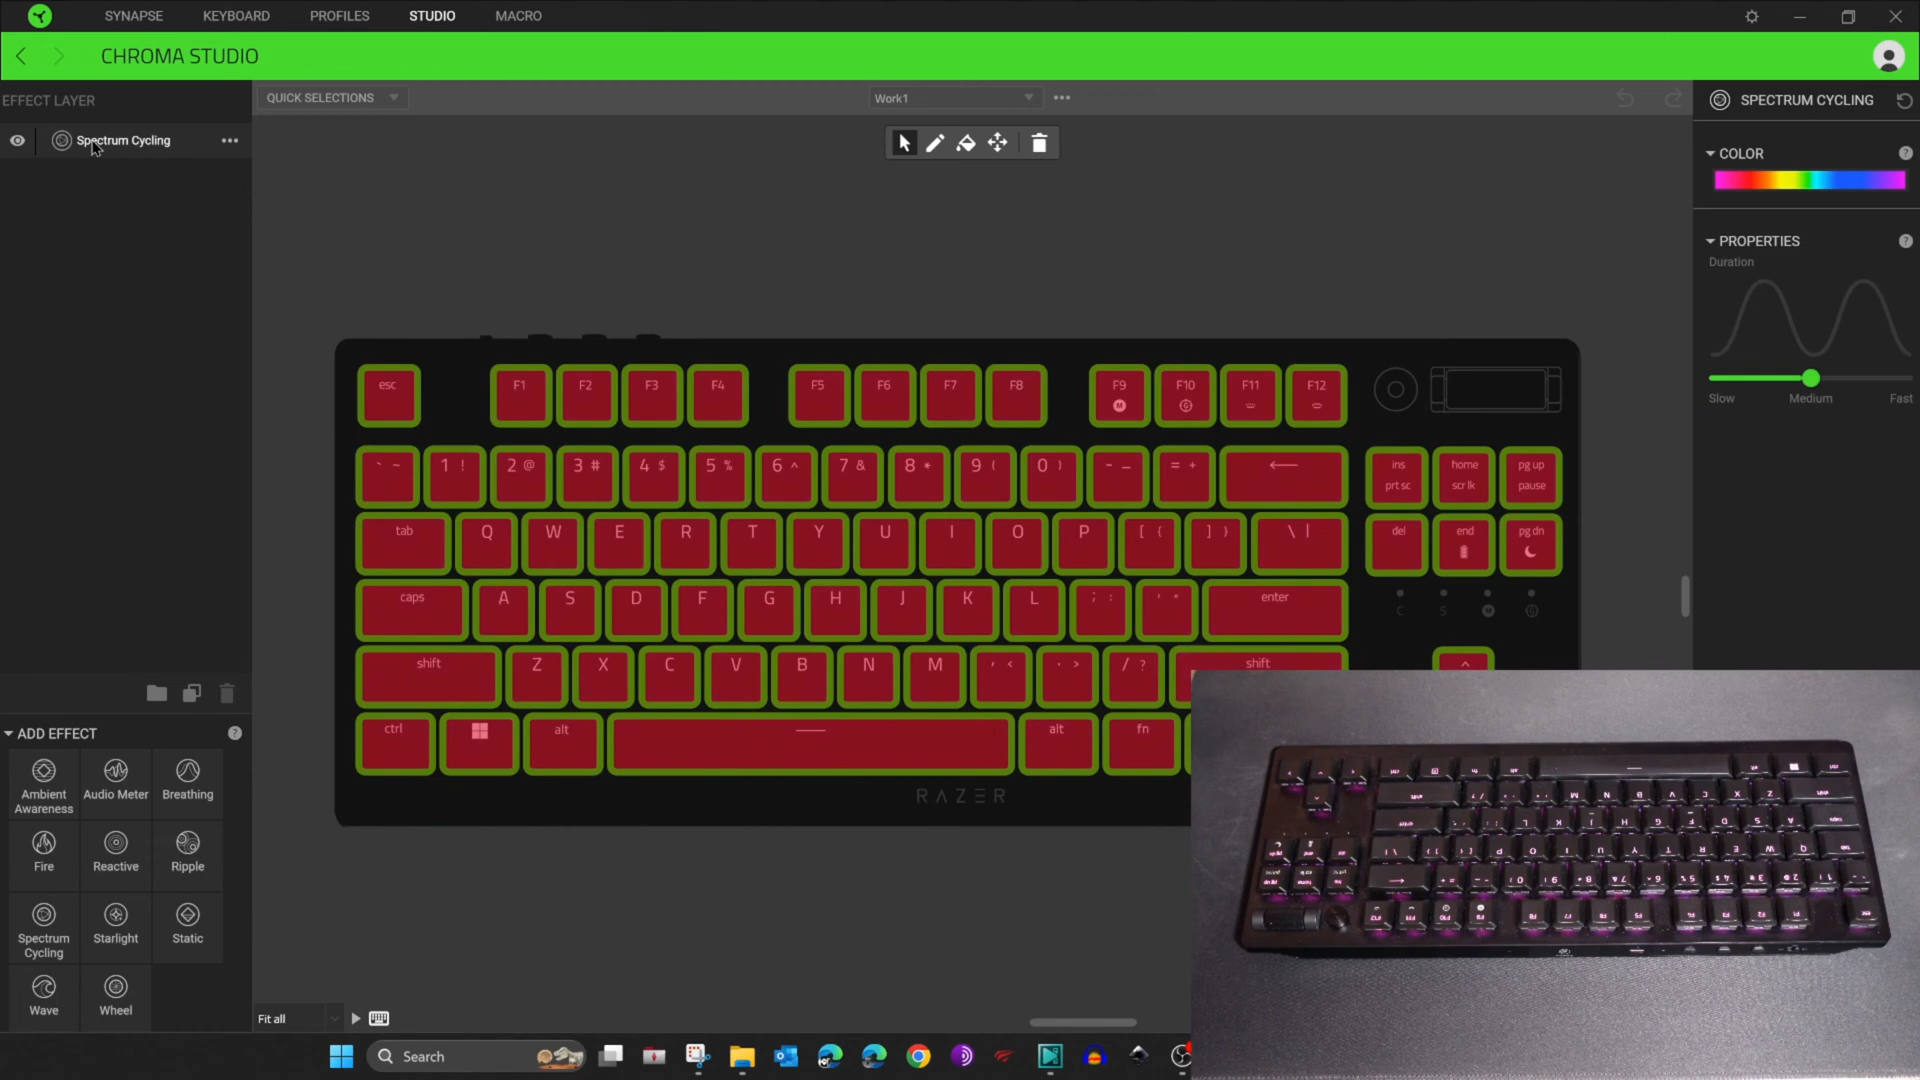 SYNAPSE KEYBOARD PROFILES STUDIO MACRO
CHROMA STUDIO
EFFECT LAYER
QUICK SELECTIONS
Work1
SPECTRUM CYCLING
Spectrum Cycling
COLOR
PROPERTIES
Duration
Slow Medium Fast
esc F1 F2 F3 F4 F5 F6 F7 F8 F9 F10 F11 F12
` ~ 1 ! 2 @ 3 # 4 $ 5 % 6 ^ 7 & 8 * 9 ( 0 ) - _ = + ←
ins prt sc home scr lk pg up pause
tab Q W E R T Y U I O P [ { ] } \ |
del end pg dn
caps A S D F G H J K L ; : ' " enter
C S M G
shift Z X C V B N M , < . > / ? shift ^
ctrl alt alt fn
RAZER
ADD EFFECT
Ambient Awareness
Audio Meter
Breathing
Fire
Reactive
Ripple
Spectrum Cycling
Starlight
Static
Wave
Wheel
Fit all
Search